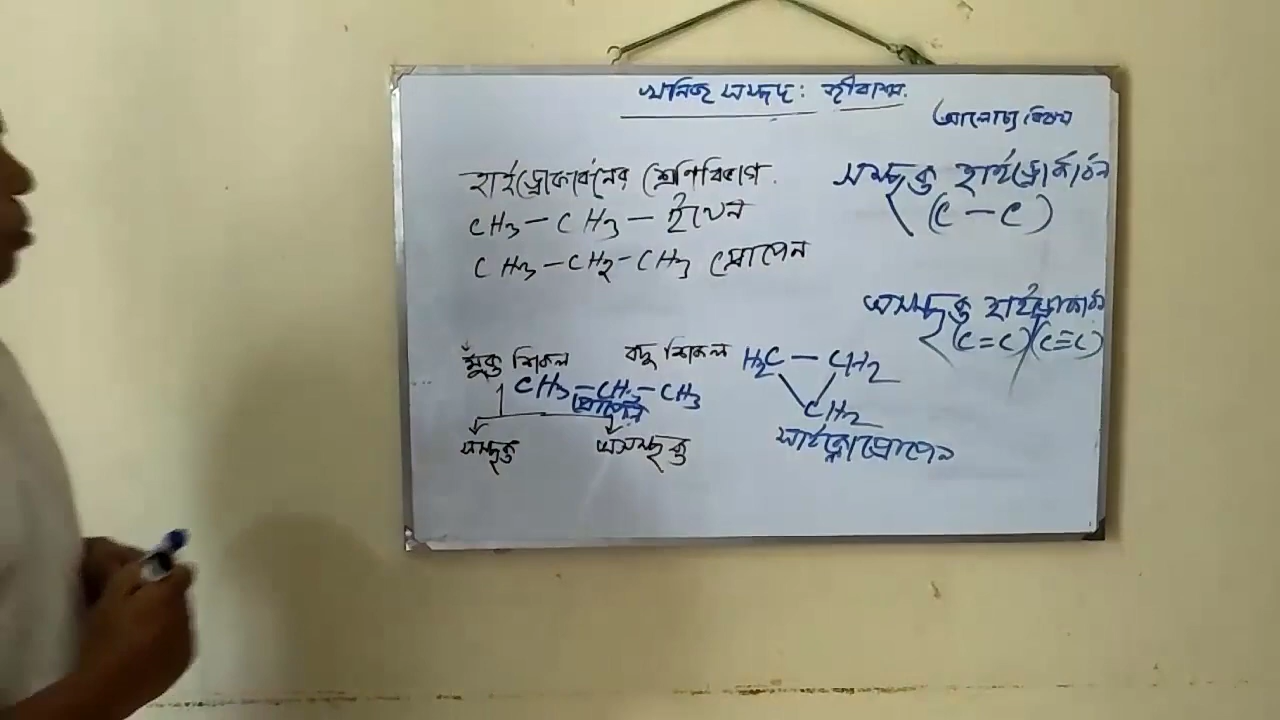 খনিজ সম্পদ: জীবাশ্ম.
আলোচ্য বিষয়
হাইড্রোকার্বনের শ্রেণিবিভাগ.
CH3 — CH3 — ইথেন
CH3 — CH2 - CH3 প্রোপেন
সম্পৃক্ত হাইড্রোকার্বন
(C — C)
অসম্পৃক্ত হাইড্রোকার্বন
(C = C) (C ≡ C)
মুক্ত শিকল
বদ্ধ শিকল
CH3 — CH2 — CH3
প্রোপেন
সম্পৃক্ত
অসম্পৃক্ত
H2C — CH2
CH2
সাইক্লোপ্রোপেন